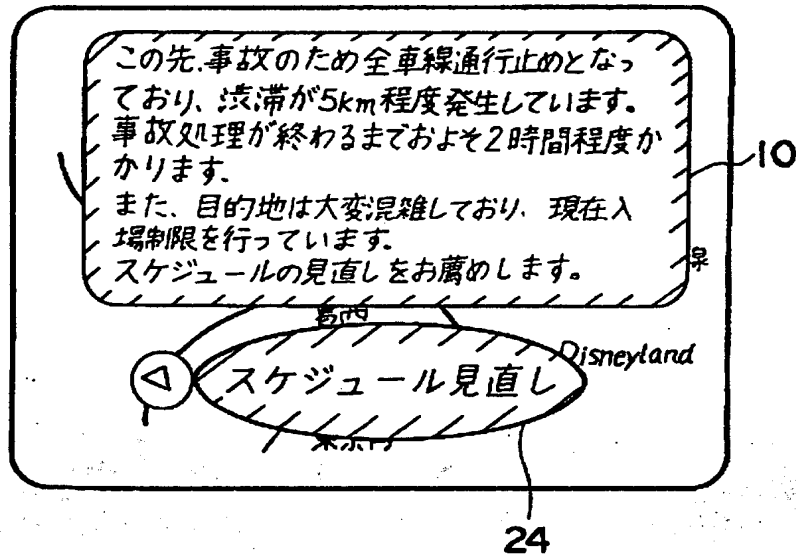 この先、事故のため全車線通行止めとなっ
ており、渋滞が5km程度発生しています。
事故処理が終わるまでおよそ2時間程度か
かります。
また、目的地は大変混雑しており、現在入
場制限を行っています。
スケジュールの見直しをお薦めします。
10
線
葛西
Disneyland
スケジュール見直し
24